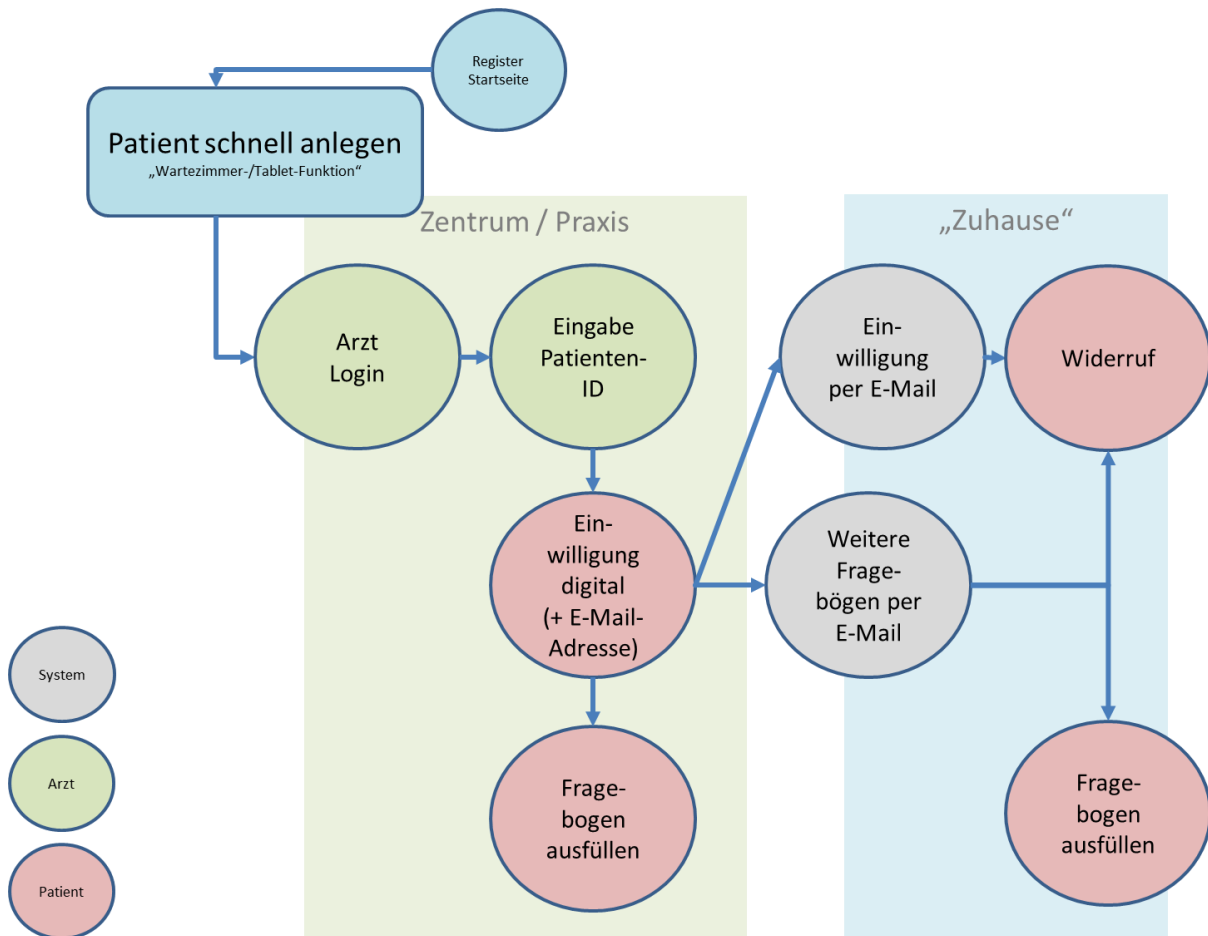 Register
Startseite
Patient schnell anlegen
„Wartezimmer-/Tablet-Funktion“
Zentrum / Praxis
„Zuhause“
Arzt
Login
Eingabe
Patienten-
ID
Ein-
willigung
per E-Mail
Widerruf
Ein-
willigung
digital
(+ E-Mail-
Adresse)
Weitere
Frage-
bögen per
E-Mail
Frage-
bogen
ausfüllen
Frage-
bogen
ausfüllen
System
Arzt
Patient